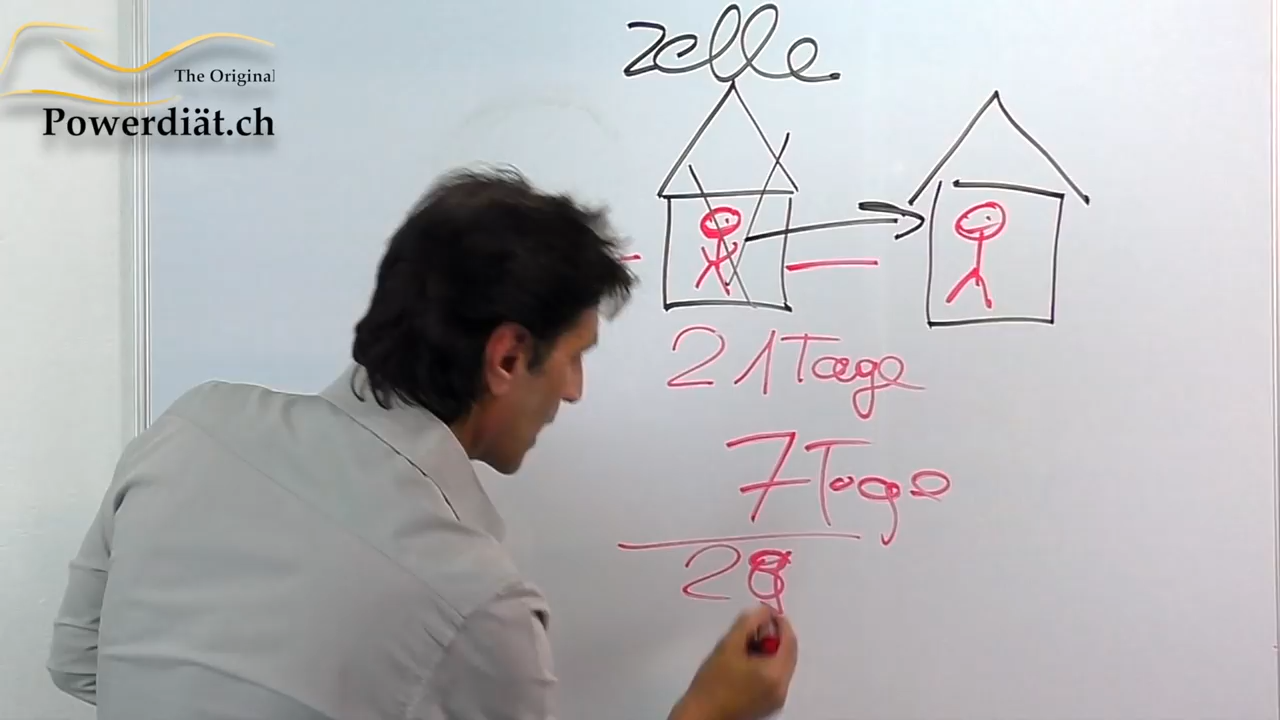 The Original
Powerdiät.ch
Zelle
21 Tage
7 Tage
28